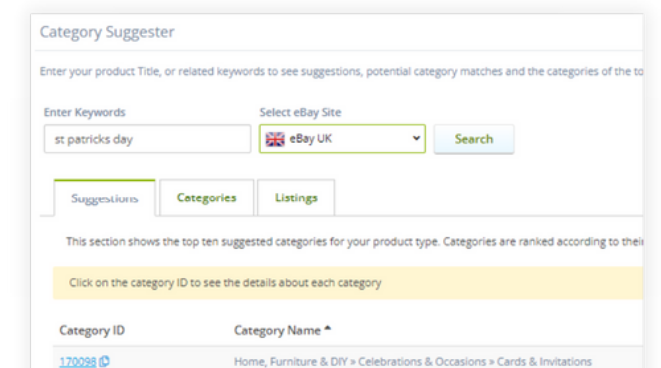 Category Suggester
Enter your product Title, or related keywords to see suggestions, potential category matches and the categories of the to
Enter Keywords Select eBay Site
st patricks day eBay UK Search
Suggestions Categories Listings
This section shows the top ten suggested categories for your product type. Categories are ranked according to thei
Click on the category ID to see the details about each category
Category ID Category Name
170098 Home, Furniture & DIY » Celebrations & Occasions » Cards & Invitations